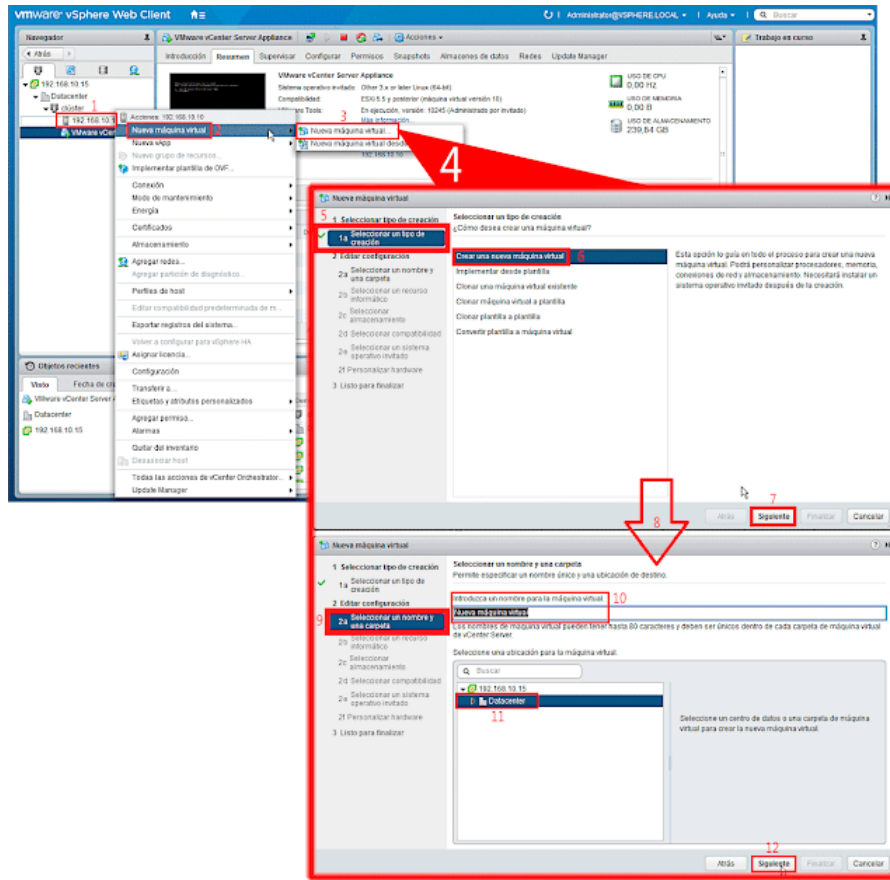 vmware vSphere Web Client
Administrator@VSPHERE.LOCAL
Ayuda
Buscar
Navegador
VMware vCenter Server Appliance
Acciones
Trabajo en curso
Atrás
Introducción Resumen Supervisar Configurar Permisos Snapshots Almacenes de datos Redes Update Manager
192.168.10.15
Datacenter
clúster
1
192.168.10.1
VMware vCen
VMware vCenter Server Appliance
Sistema operativo invitado: Other 3.x or later Linux (64-bit)
Compatibilidad: ESXi 5.5 y posterior (máquina virtual versión 10)
VMware Tools: En ejecución, versión: 10245 (Administrada por invitado)
Más información...
192.168.10.10
USO DE CPU
0,00 Hz
USO DE MEMORIA
0,00 B
USO DE ALMACENAMIENTO
239,64 GB
Acciones: 192.168.10.10
Nueva máquina virtual 2
Nueva vApp
Nuevo grupo de recursos...
Implementar plantilla de OVF...
Conexión
Modo de mantenimiento
Energía
Certificados
Almacenamiento
Agregar redes...
Agregar partición de diagnóstico...
Perfiles de host
Editar compatibilidad predeterminada de m...
Exportar registros del sistema...
Volver a configurar para vSphere HA
Asignar licencia...
Configuración
Transferir a...
Etiquetas y atributos personalizados
Agregar permiso...
Alarmas
Quitar del inventario
Desasociar host
Todas las acciones de vCenter Orchestrator...
Update Manager
3
Nueva máquina virtual...
Nueva máquina virtual desde
4
Objetos recientes
Visto Fecha de cre
VMware vCenter Server A
Datacenter
192.168.10.15
Nueva máquina virtual
5
1 Seleccionar tipo de creación
1a Seleccionar un tipo de creación
2 Editar configuración
2a Seleccionar un nombre y una carpeta
2b Seleccionar un recurso informático
2c Seleccionar almacenamiento
2d Seleccionar compatibilidad
2e Seleccionar un sistema operativo invitado
2f Personalizar hardware
3 Listo para finalizar
Seleccionar un tipo de creación
¿Cómo desea crear una máquina virtual?
Crear una nueva máquina virtual 6
Implementar desde plantilla
Clonar una máquina virtual existente
Clonar máquina virtual a plantilla
Clonar plantilla a plantilla
Convertir plantilla a máquina virtual
Esta opción lo guía en todo el proceso para crear una nueva
máquina virtual. Podrá personalizar procesadores, memoria,
conexiones de red y almacenamiento. Necesitará instalar un
sistema operativo invitado después de la creación.
7
Atrás Siguiente Finalizar Cancelar
8
Nueva máquina virtual
1 Seleccionar tipo de creación
1a Seleccionar un tipo de creación
2 Editar configuración
9
2a Seleccionar un nombre y una carpeta
2b Seleccionar un recurso informático
2c Seleccionar almacenamiento
2d Seleccionar compatibilidad
2e Seleccionar un sistema operativo invitado
2f Personalizar hardware
3 Listo para finalizar
Seleccionar un nombre y una carpeta
Permite especificar un nombre único y una ubicación de destino.
Introduzca un nombre para la máquina virtual. 10
Nueva máquina virtual
Los nombres de máquina virtual pueden tener hasta 80 caracteres y deben ser únicos dentro de cada carpeta de máquina virtual
de vCenter Server.
Seleccione una ubicación para la máquina virtual.
Buscar
192.168.10.15
Datacenter
11
Seleccione un centro de datos o una carpeta de máquina
virtual para crear la nueva máquina virtual.
12
Atrás Siguiente Finalizar Cancelar